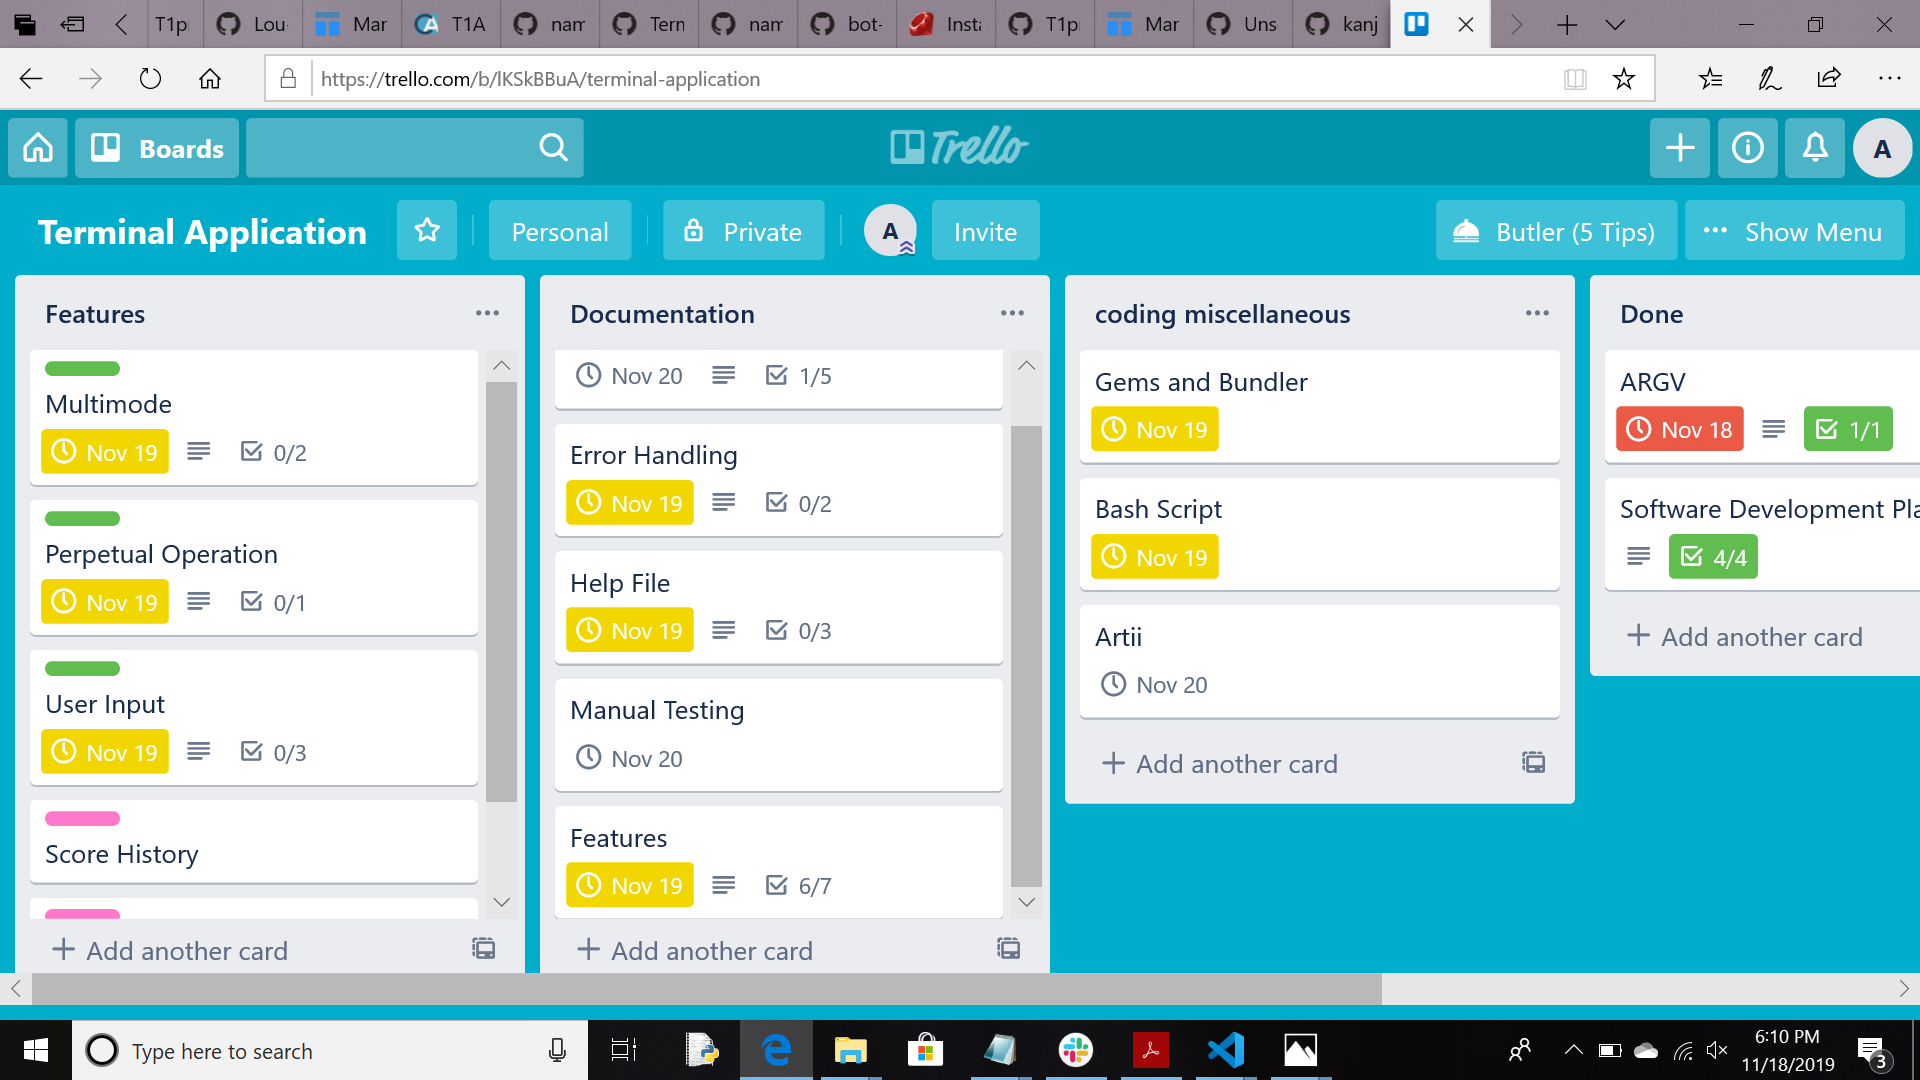 T1p
Lou-
Mar
T1A
nam
Term
nam
bot-
Insta
T1p
Mar
Uns
kanj
https://trello.com/b/lKSkBBuA/terminal-application
Boards
Trello
A
Terminal Application
Personal
Private
A
Invite
Butler (5 Tips)
Show Menu
Features
Multimode
Nov 19 0/2
Perpetual Operation
Nov 19 0/1
User Input
Nov 19 0/3
Score History
+ Add another card
Documentation
Nov 20 1/5
Error Handling
Nov 19 0/2
Help File
Nov 19 0/3
Manual Testing
Nov 20
Features
Nov 19 6/7
+ Add another card
coding miscellaneous
Gems and Bundler
Nov 19
Bash Script
Nov 19
Artii
Nov 20
+ Add another card
Done
ARGV
Nov 18 1/1
Software Development Pla
4/4
+ Add another card
Type here to search
6:10 PM
11/18/2019
3